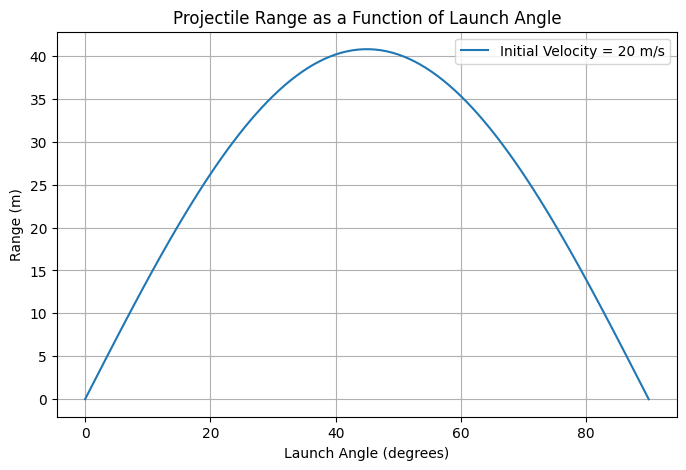 Projectile Range as a Function of Launch Angle
Initial Velocity = 20 m/s
40
35
30
25
20
15
10
5
0
Range (m)
0 20 40 60 80
Launch Angle (degrees)